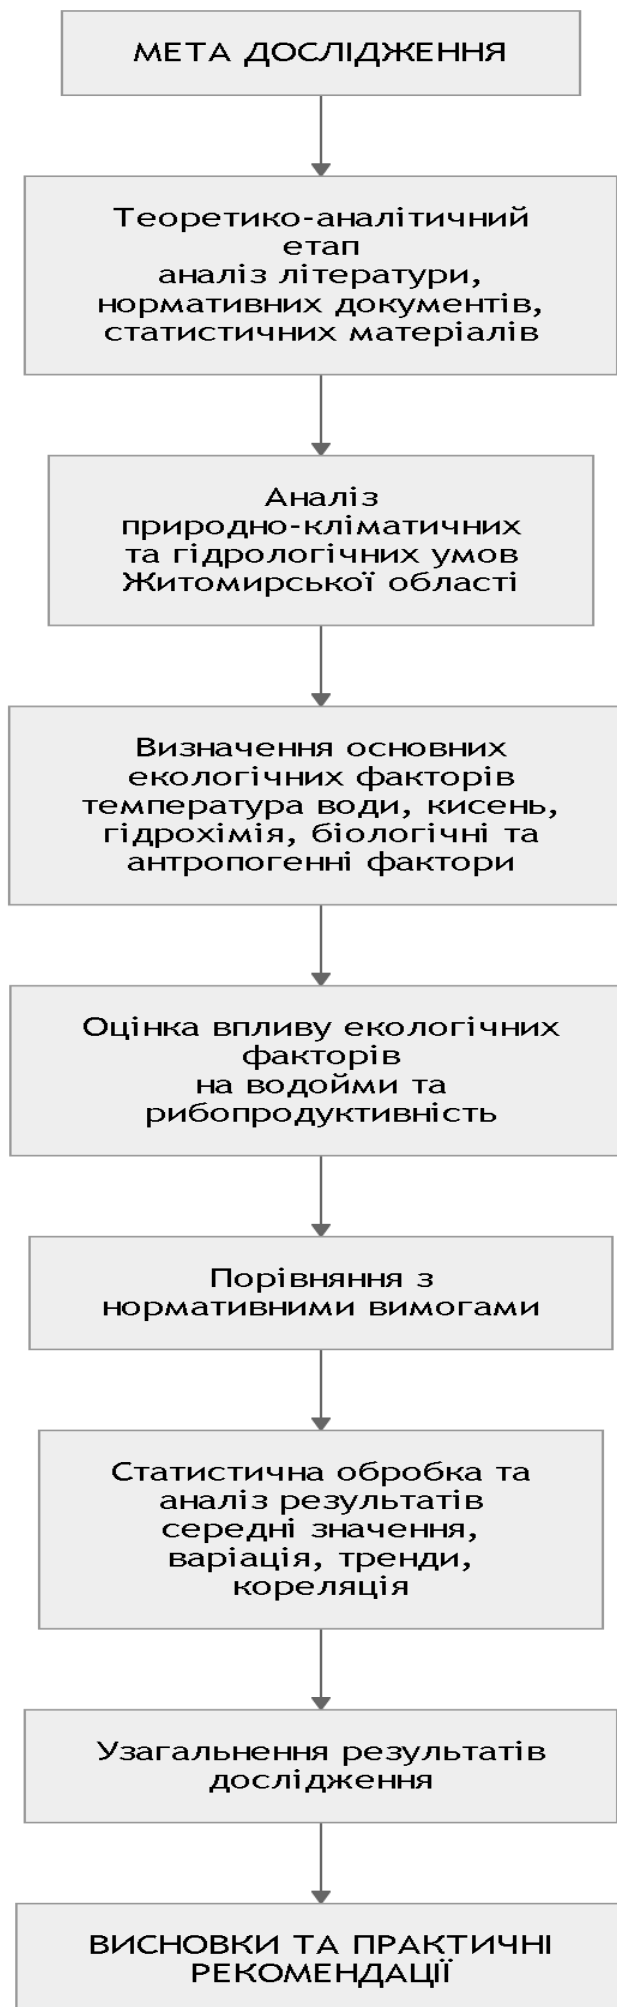 МЕТА ДОСЛІДЖЕННЯ
Теоретико-аналітичний
етап
аналіз літератури,
нормативних документів,
статистичних матеріалів
Аналіз
природно-кліматичних
та гідрологічних умов
Житомирської області
Визначення основних
екологічних факторів
температура води, кисень,
гідрохімія, біологічні та
антропогенні фактори
Оцінка впливу екологічних
факторів
на водойми та
рибопродуктивність
Порівняння з
нормативними вимогами
Статистична обробка та
аналіз результатів
середні значення,
варіація, тренди,
кореляція
Узагальнення результатів
дослідження
ВИСНОВКИ ТА ПРАКТИЧНІ
РЕКОМЕНДАЦІЇ